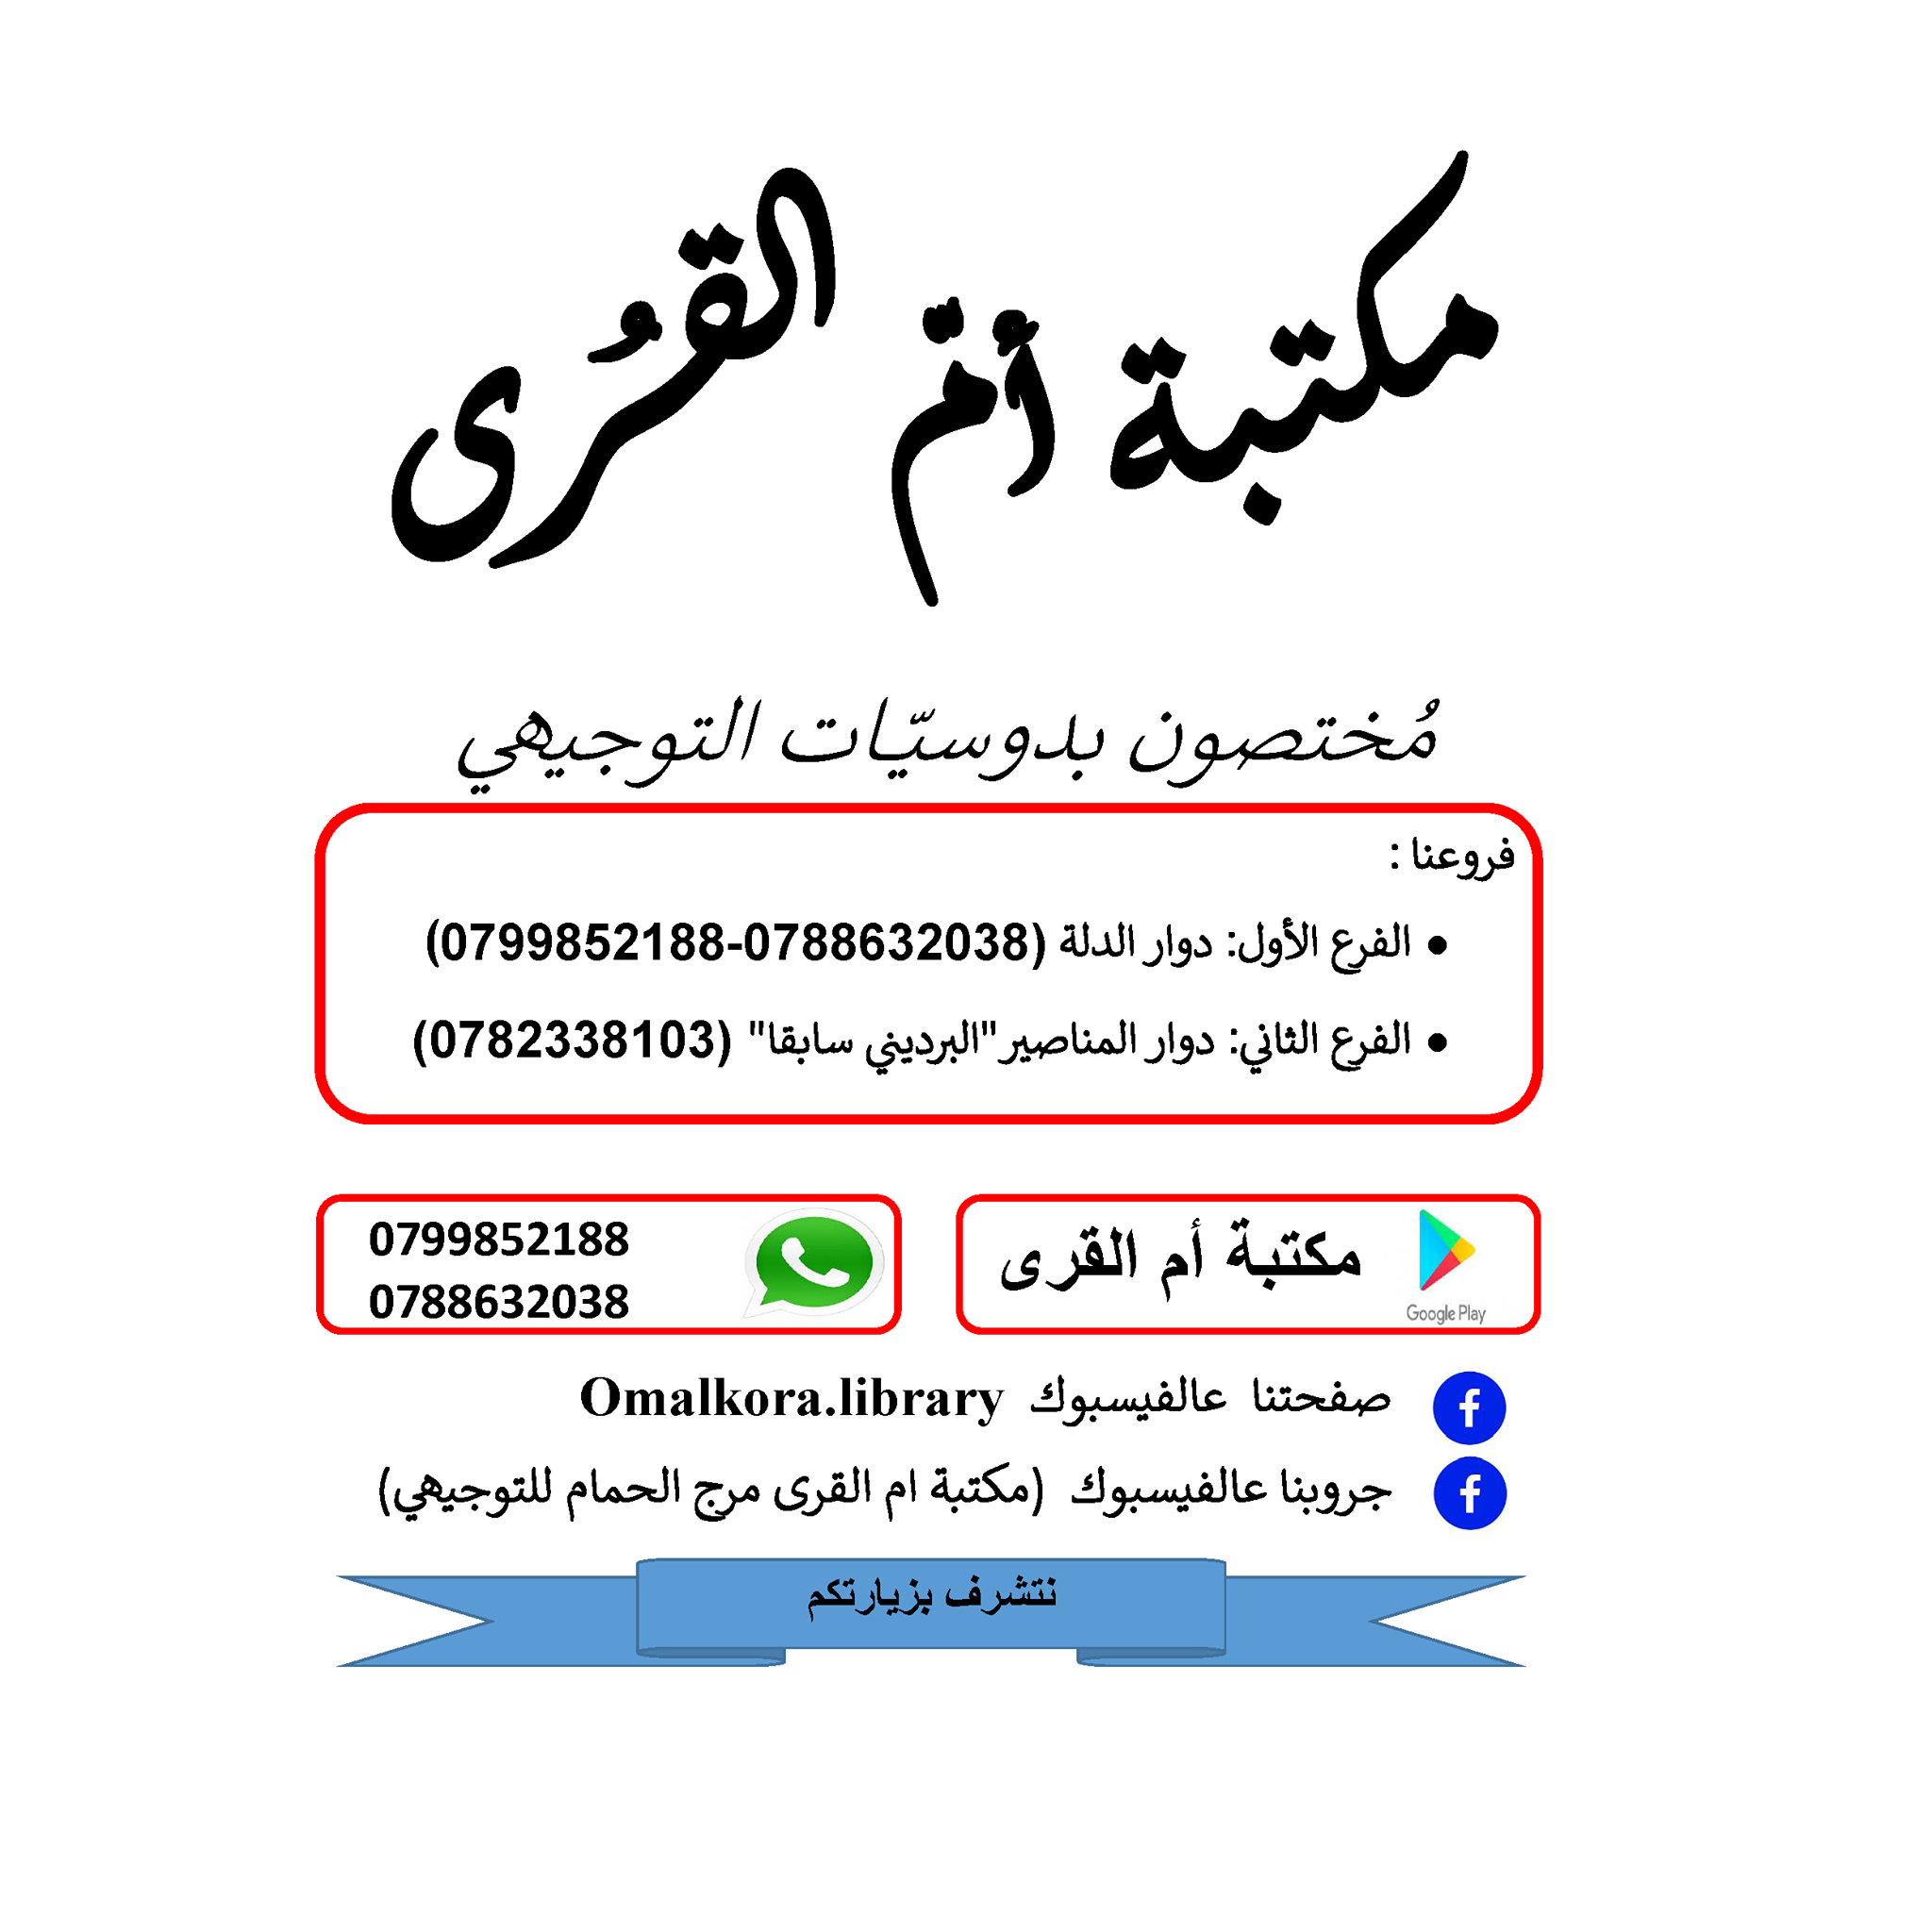 مكتبة أمّ القُرى
مُختصون بدوسيّات التوجيهي
فروعنا :
• الفرع الأول: دوار الدلة (0788632038-0799852188)
• الفرع الثاني: دوار المناصير "البرديني سابقا" (0782338103)
مكتبة أم القرى
Google Play
0799852188
0788632038
صفحتنا عالفيسبوك Omalkora.library
جروبنا عالفيسبوك (مكتبة ام القرى مرج الحمام للتوجيهي)
نتشرف بزيارتكم